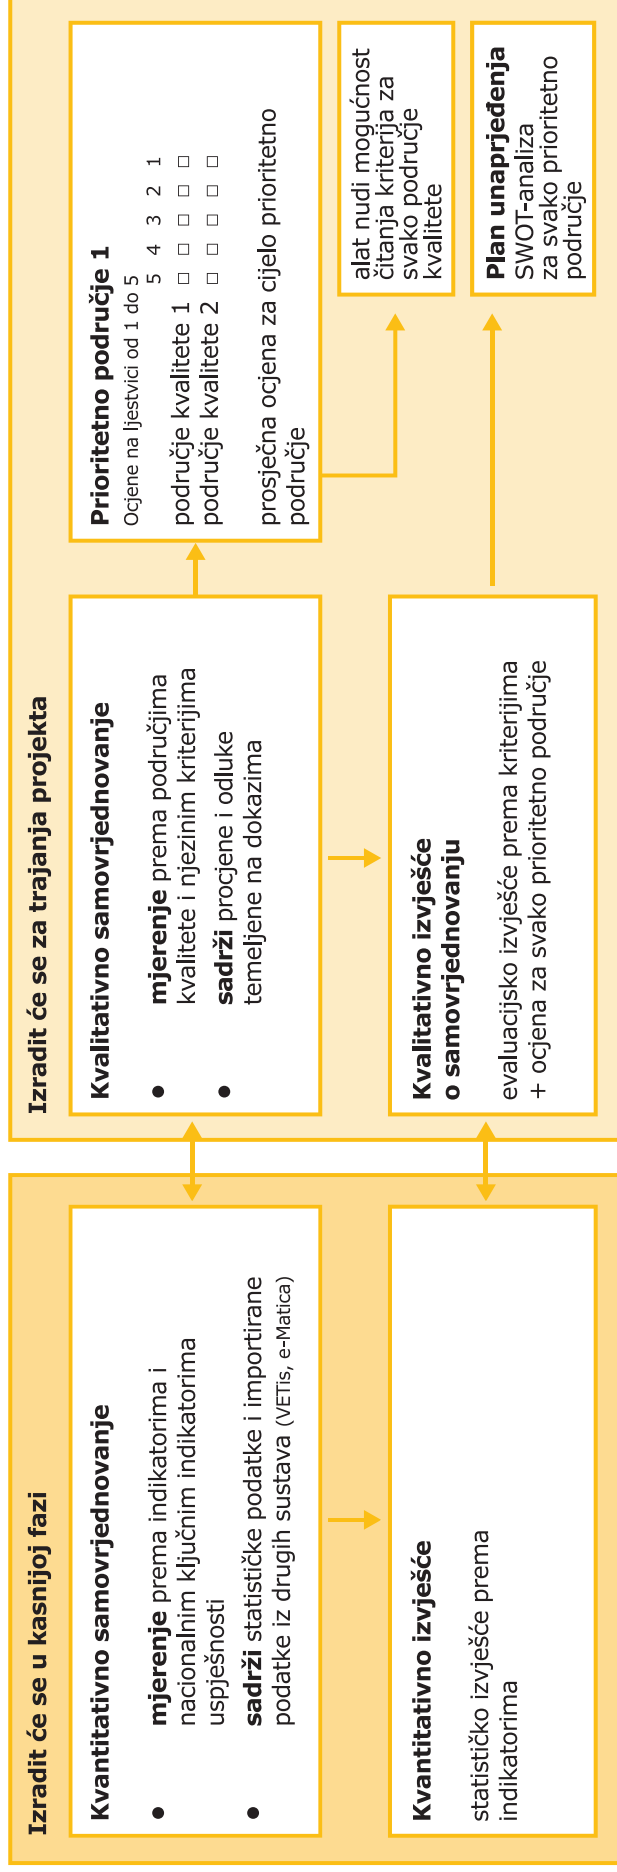 Izradit će se u kasnijoj fazi
Kvantitativno samovrjednovanje
● mjerenje prema indikatorima i
nacionalnim ključnim indikatorima
uspješnosti
● sadrži statističke podatke i importirane
podatke iz drugih sustava (VETis, e-Matica)
Kvantitativno izvješće
statističko izvješće prema
indikatorima
Izradit će se za trajanja projekta
Kvalitativno samovrjednovanje
● mjerenje prema područjima
kvalitete i njezinim kriterijima
● sadrži procjene i odluke
temeljene na dokazima
Kvalitativno izvješće
o samovrjednovanju
evaluacijsko izvješće prema kriterijima
+ ocjena za svako prioritetno područje
Prioritetno područje 1
Ocjene na ljestvici od 1 do 5
5 4 3 2 1
područje kvalitete 1 □ □ □ □ □
područje kvalitete 2 □ □ □ □ □
prosječna ocjena za cijelo prioritetno
područje
alat nudi mogućnost
čitanja kriterija za
svako područje
kvalitete
Plan unaprjeđenja
SWOT-analiza
za svako prioritetno
područje